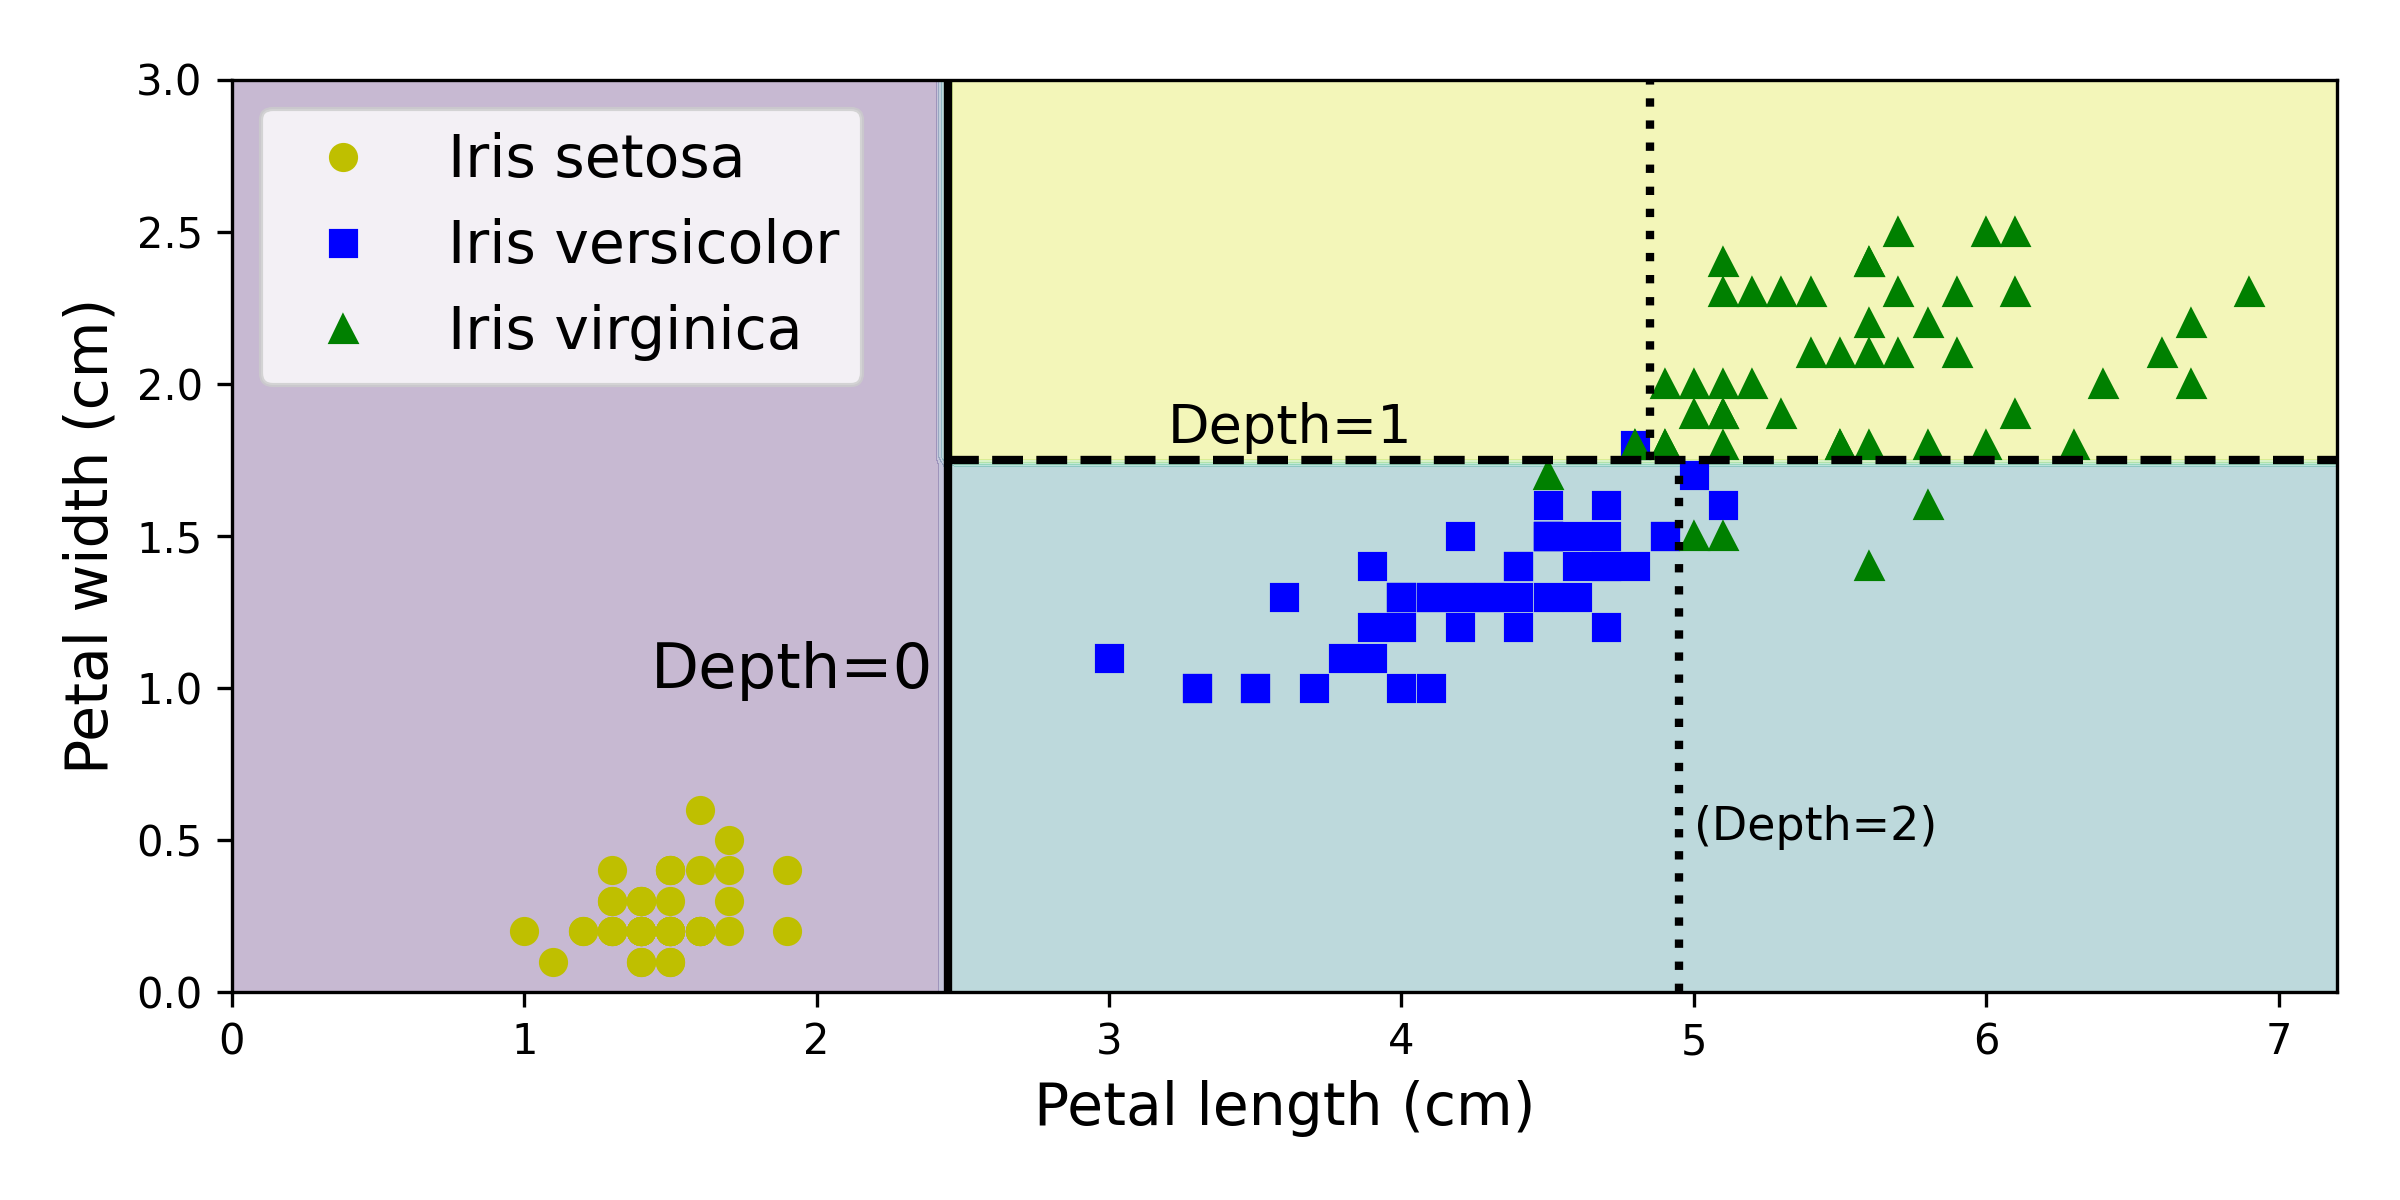 3.0
2.5
2.0
1.5
1.0
0.5
0.0
Petal width (cm)
Iris setosa
Iris versicolor
Iris virginica
Depth=1
Depth=0
(Depth=2)
0 1 2 3 4 5 6 7
Petal length (cm)